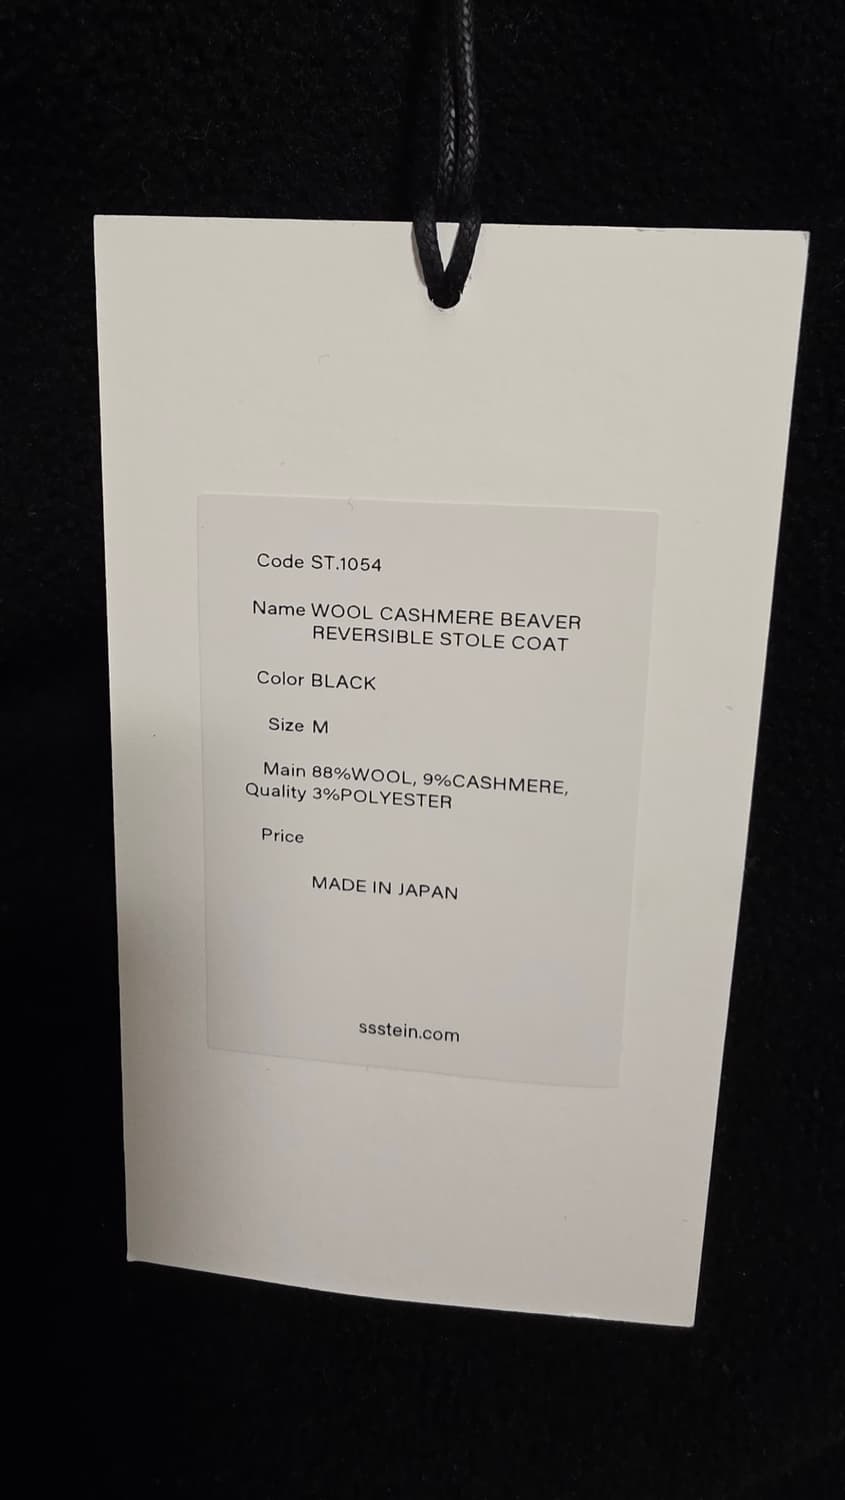 Code ST.1054
Name WOOL CASHMERE BEAVER
REVERSIBLE STOLE COAT
Color BLACK
Size M
Main 88%WOOL, 9%CASHMERE,
Quality 3%POLYESTER
Price
MADE IN JAPAN
ssstein.com